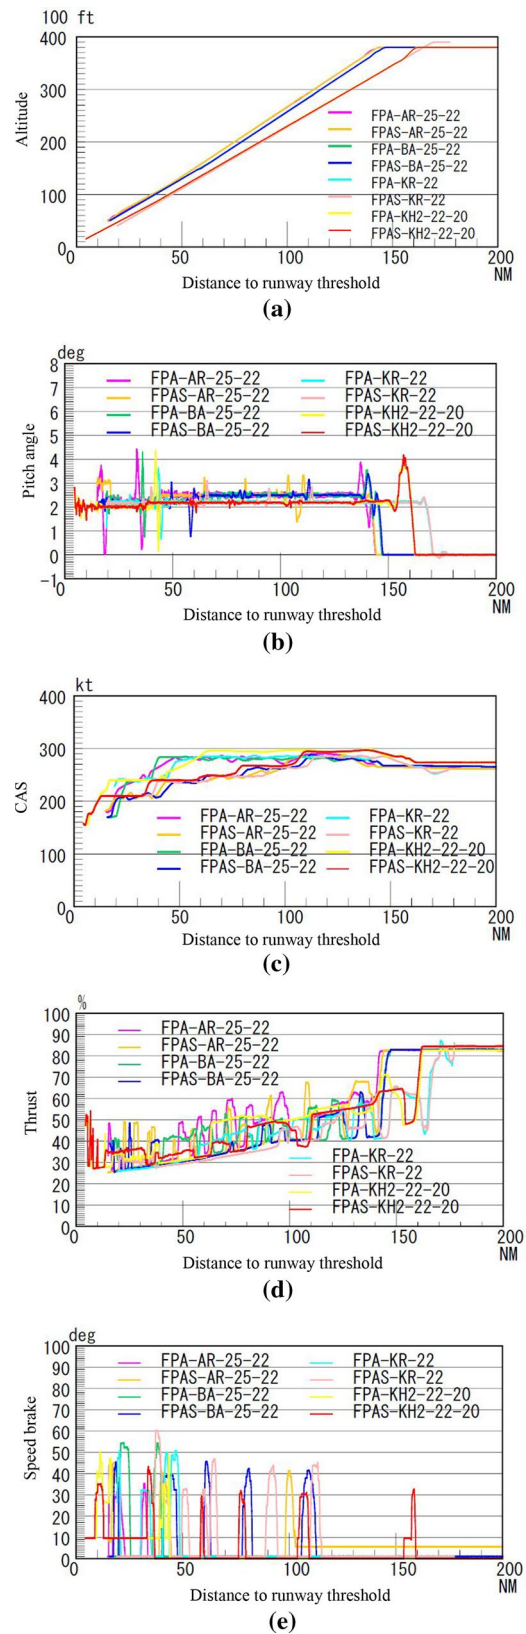 100 ft
400
300
200
100
0
Altitude
FPA-AR-25-22
FPAS-AR-25-22
FPA-BA-25-22
FPAS-BA-25-22
FPA-KR-22
FPAS-KR-22
FPA-KH2-22-20
FPAS-KH2-22-20
0 50 100 150 200
NM
Distance to runway threshold
(a)
deg
8
7
6
5
4
3
2
1
0
-1
Pitch angle
FPA-AR-25-22 FPA-KR-22
FPAS-AR-25-22 FPAS-KR-22
FPA-BA-25-22 FPA-KH2-22-20
FPAS-BA-25-22 FPAS-KH2-22-20
0 50 100 150 200
NM
Distance to runway threshold
(b)
kt
400
300
200
100
0
CAS
FPA-AR-25-22 FPA-KR-22
FPAS-AR-25-22 FPAS-KR-22
FPA-BA-25-22 FPA-KH2-22-20
FPAS-BA-25-22 FPAS-KH2-22-20
0 50 100 150 200
NM
Distance to runway threshold
(c)
%
100
90
80
70
60
50
40
30
20
10
0
Thrust
FPA-AR-25-22
FPAS-AR-25-22
FPA-BA-25-22
FPAS-BA-25-22
FPA-KR-22
FPAS-KR-22
FPA-KH2-22-20
FPAS-KH2-22-20
0 50 100 150 200
NM
Distance to runway threshold
(d)
deg
100
90
80
70
60
50
40
30
20
10
0
Speed brake
FPA-AR-25-22 FPA-KR-22
FPAS-AR-25-22 FPAS-KR-22
FPA-BA-25-22 FPA-KH2-22-20
FPAS-BA-25-22 FPAS-KH2-22-20
0 50 100 150 200
NM
Distance to runway threshold
(e)